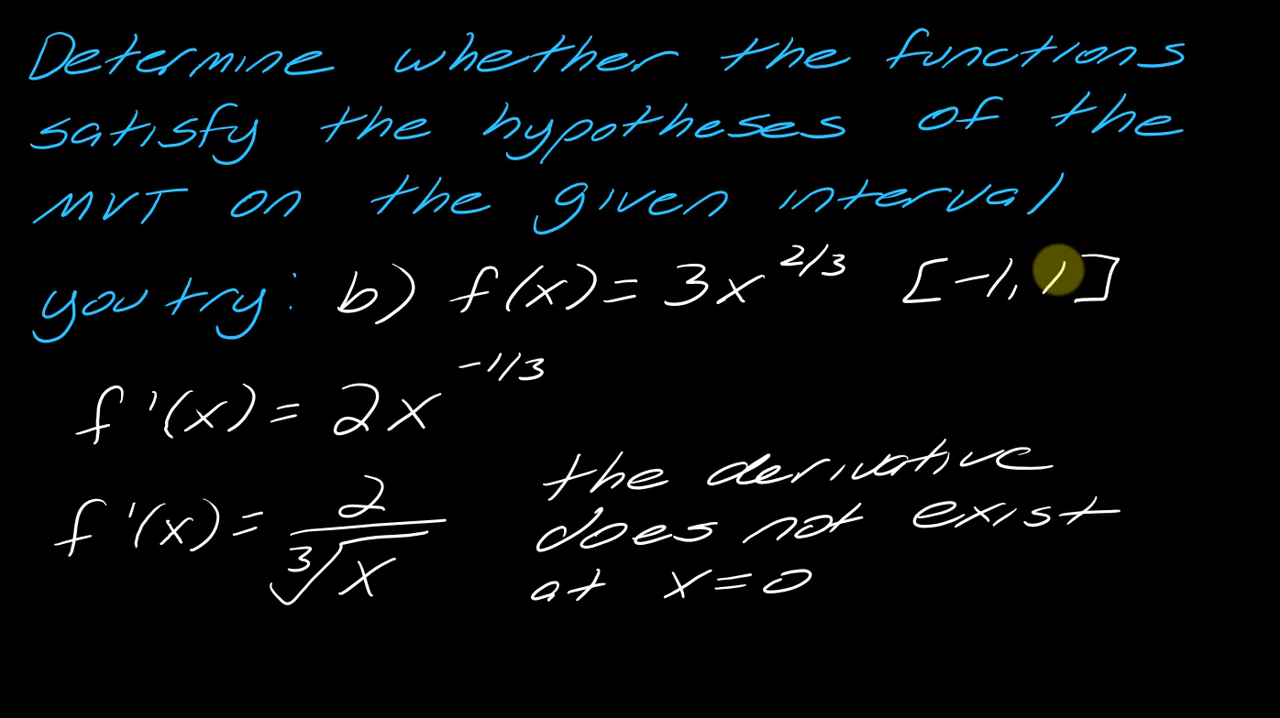 Determine whether the functions
satisfy the hypotheses of the
MVT on the given interval
you try: b) f(x) = 3x^{2/3} [-1, 1]
f'(x) = 2x^{-1/3}
f'(x) = 2/∛x
the derivative
does not exist
at x = 0